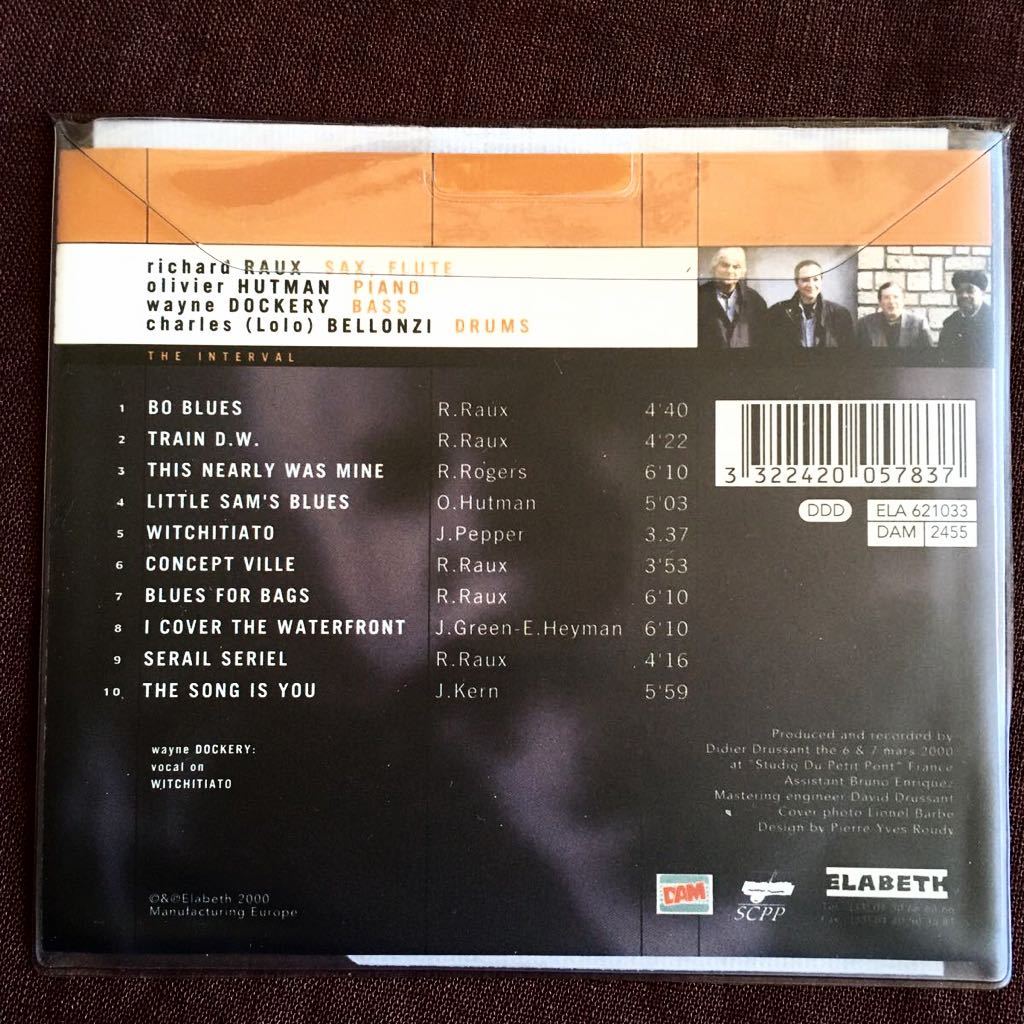 richard RAUX SAX, FLUTE
olivier HUTMAN PIANO
wayne DOCKERY BASS
charles (Lolo) BELLONZI DRUMS
THE INTERVAL
1 BO BLUES R.Raux 4'40
2 TRAIN D.W. R.Raux 4'22
3 THIS NEARLY WAS MINE R.Rogers 6'10
4 LITTLE SAM'S BLUES O.Hutman 5'03
5 WITCHITIATO J.Pepper 3.37
6 CONCEPT VILLE R.Raux 3'53
7 BLUES FOR BAGS R.Raux 6'10
8 I COVER THE WATERFRONT J.Green-E.Heyman 6'10
9 SERAIL SERIEL R.Raux 4'16
10 THE SONG IS YOU J.Kern 5'59
3 322420 057837
DDD ELA 621033
DAM 2455
wayne DOCKERY:
vocal on
WITCHITIATO
Produced and recorded by
Didier Drussant the 6 & 7 mars 2000
at "Studio Du Petit Pont" France
Assistant Bruno Enriquez
Mastering engineer David Drussant
Cover photo Lionel Barbe
Design by Pierre Yves Roudy
©&℗Elabeth 2000
Manufacturing Europe
DAM
SCPP
ELABETH